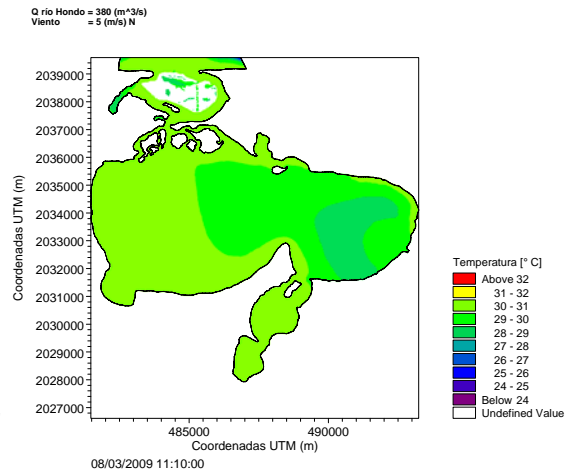 Q río Hondo = 380 (m^3/s)
Viento = 5 (m/s) N
2039000
2038000
2037000
2036000
2035000
2034000
2033000
2032000
2031000
2030000
2029000
2028000
2027000
Coordenadas UTM (m)
485000 490000
Coordenadas UTM (m)
08/03/2009 11:10:00
Temperatura [° C]
Above 32
31 - 32
30 - 31
29 - 30
28 - 29
27 - 28
26 - 27
25 - 26
24 - 25
Below 24
Undefined Value